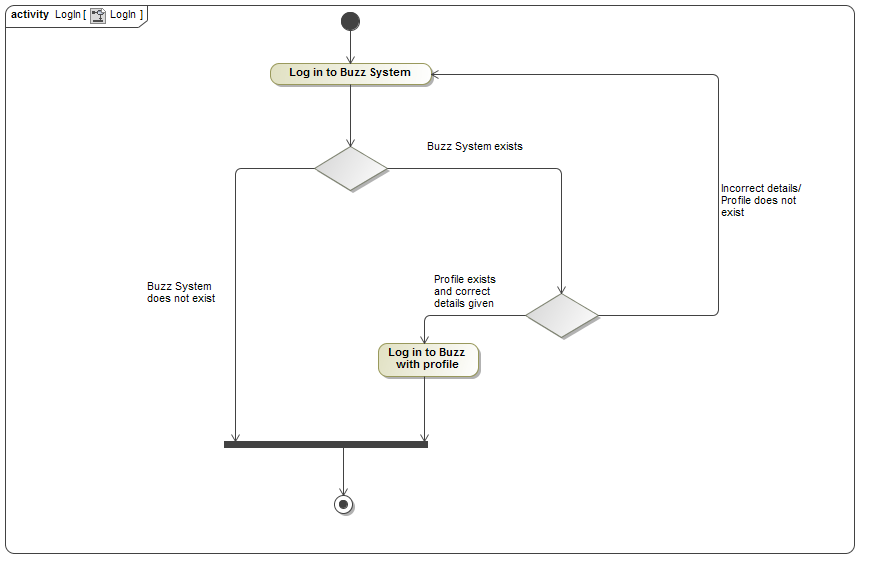 activity LogIn [ LogIn ]
Log in to Buzz System
Buzz System exists
Incorrect details/
Profile does not
exist
Buzz System
does not exist
Profile exists
and correct
details given
Log in to Buzz
with profile